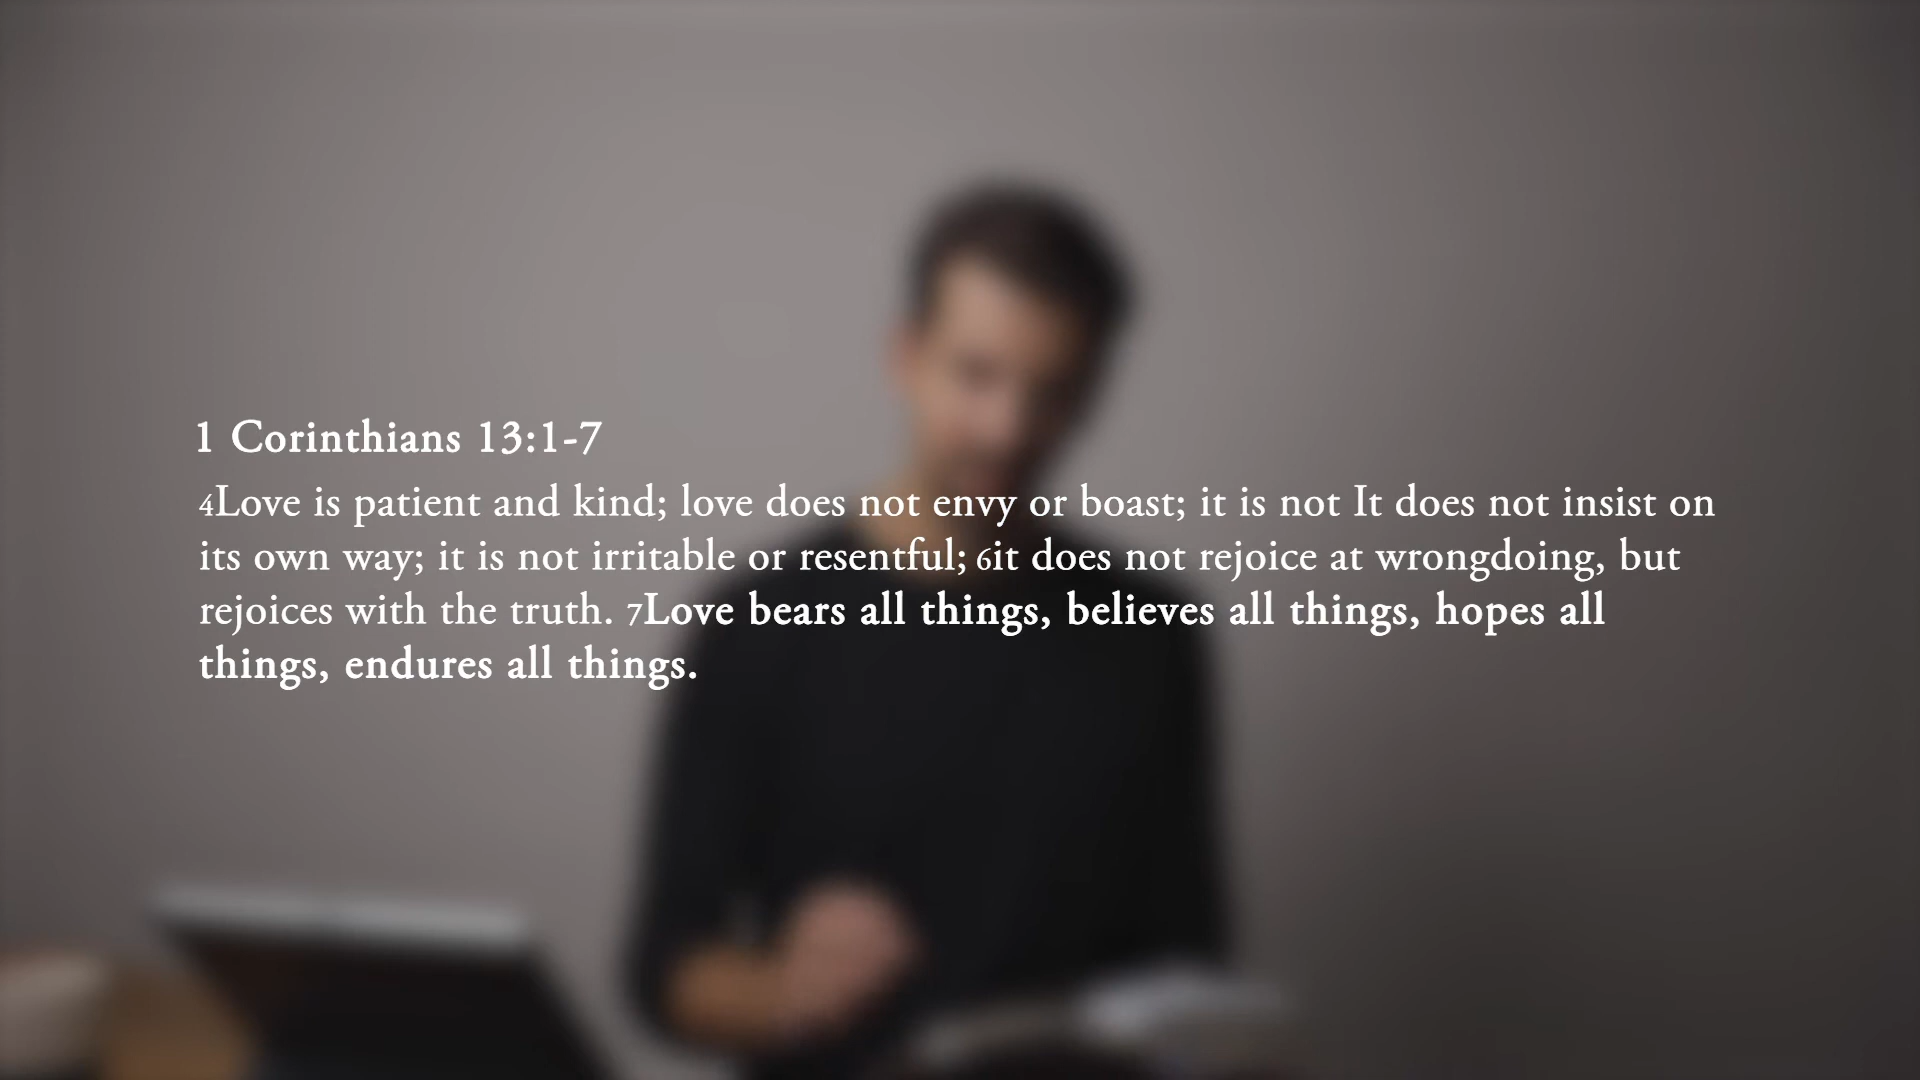 1 Corinthians 13:1-7
4Love is patient and kind; love does not envy or boast; it is not It does not insist on
its own way; it is not irritable or resentful; 6it does not rejoice at wrongdoing, but
rejoices with the truth. 7Love bears all things, believes all things, hopes all
things, endures all things.